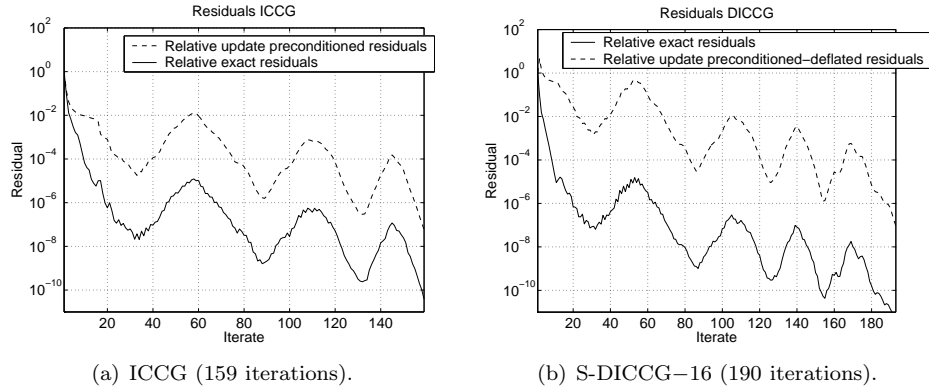 Residuals ICCG
10^2
10^0
10^-2
10^-4
10^-6
10^-8
10^-10
Residual
Relative update preconditioned residuals
Relative exact residuals
20 40 60 80 100 120 140
Iterate
(a) ICCG (159 iterations).
Residuals DICCG
10^2
10^0
10^-2
10^-4
10^-6
10^-8
10^-10
Residual
Relative exact residuals
Relative update preconditioned−deflated residuals
20 40 60 80 100 120 140 160 180
Iterate
(b) S-DICCG−16 (190 iterations).